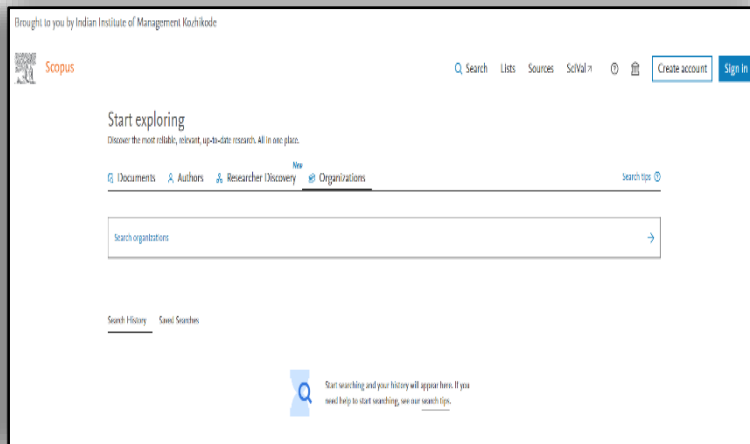 Brought to you by Indian Institute of Management Kozhikode
Scopus
Search Lists Sources SciVal Create account Sign in
Start exploring
Discover the most reliable, relevant, up-to-date research. All in one place.
New
Documents Authors Researcher Discovery Organizations Search tips
Search organizations
Search History Saved Searches
Start searching and your history will appear here. If you
need help to start searching, see our search tips.